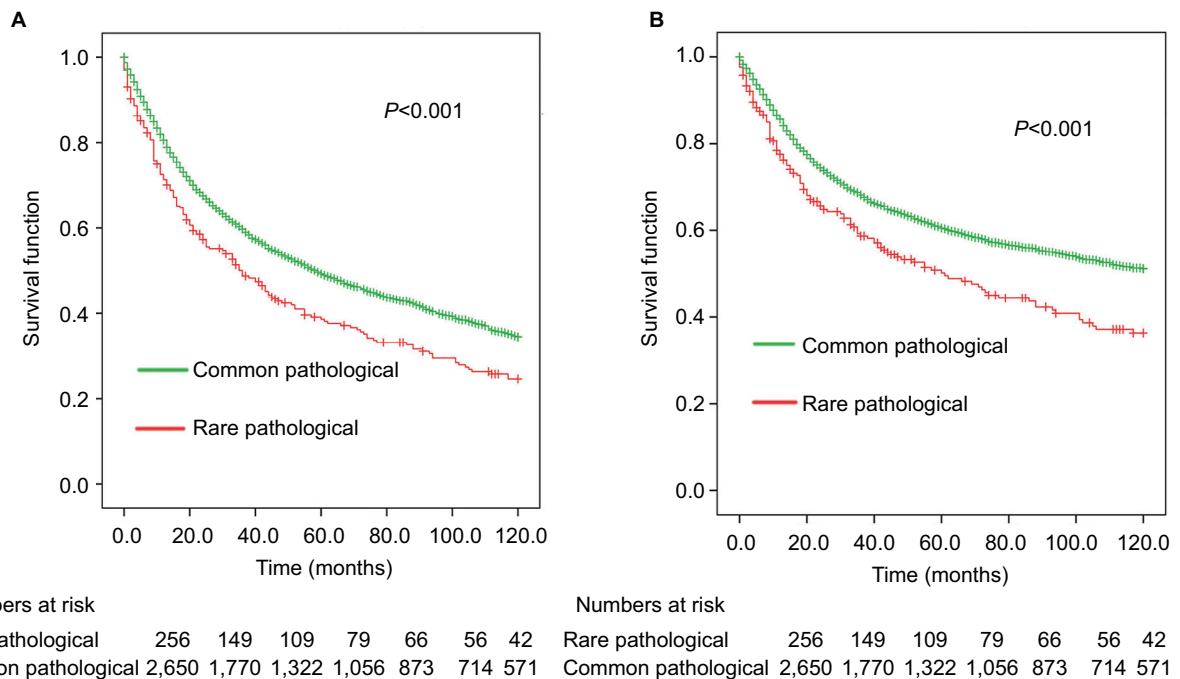 A
1.0
0.8
0.6
0.4
0.2
0.0
Survival function
P<0.001
Common pathological
Rare pathological
0.0 20.0 40.0 60.0 80.0 100.0 120.0
Time (months)
bers at risk
athological 256 149 109 79 66 56 42
on pathological 2,650 1,770 1,322 1,056 873 714 571
B
1.0
0.8
0.6
0.4
0.2
0.0
Survival function
P<0.001
Common pathological
Rare pathological
0.0 20.0 40.0 60.0 80.0 100.0 120.0
Time (months)
Numbers at risk
Rare pathological 256 149 109 79 66 56 42
Common pathological 2,650 1,770 1,322 1,056 873 714 571